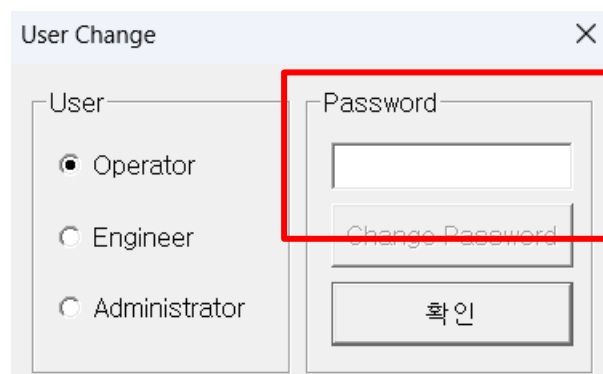 User Change
User
Password
Operator
Change Password
Engineer
Administrator
확인